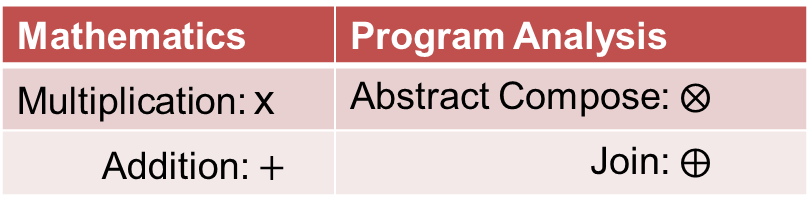 Mathematics Program Analysis
Multiplication: x Abstract Compose: ⊗
Addition: + Join: ⊕